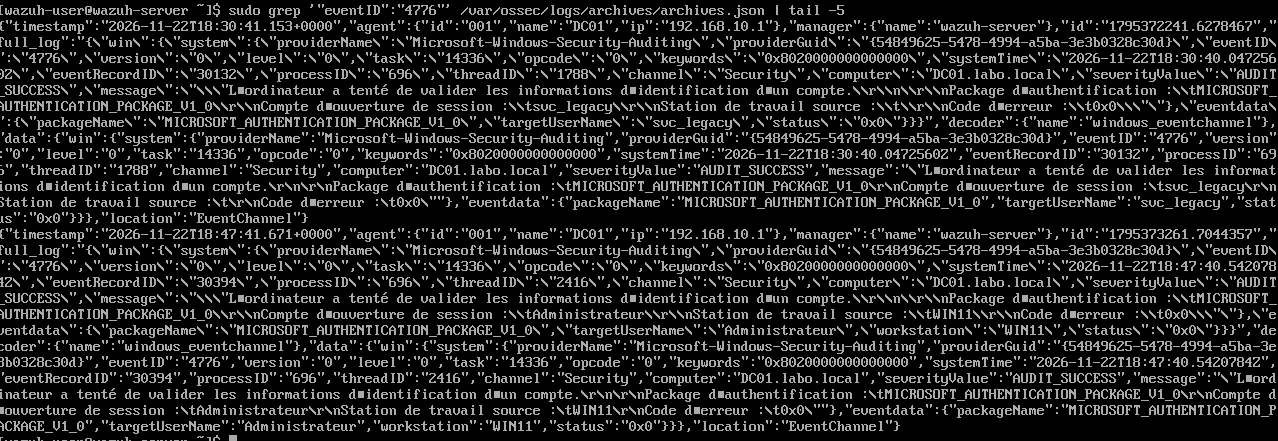 [wazuh-user@wazuh-server ~]$ sudo grep '"eventID":"4776"' /var/ossec/logs/archives/archives.json | tail -5
{"timestamp":"2026-11-22T18:30:41.153+0000","agent":{"id":"001","name":"DC01","ip":"192.168.10.1"},"manager":{"name":"wazuh-server"},"id":"1795372241.6278467","
full_log":"{\"win\":{\"system\":{\"providerName\":\"Microsoft-Windows-Security-Auditing\",\"providerGuid\":\"{54849625-5478-4994-a5ba-3e3b0328c30d}\",\"eventID\
":\"4776\",\"version\":\"0\",\"level\":\"0\",\"task\":\"14336\",\"opcode\":\"0\",\"keywords\":\"0x8020000000000000\",\"systemTime\":\"2026-11-22T18:30:40.047256
0Z\",\"eventRecordID\":\"30132\",\"processID\":\"696\",\"threadID\":\"1788\",\"channel\":\"Security\",\"computer\":\"DC01.labo.local\",\"severityValue\":\"AUDIT
_SUCCESS\",\"message\":\"\\\"L■ordinateur a tenté de valider les informations d■identification d■un compte.\\r\\n\\r\\nPackage d■authentification :\\tMICROSOFT_
AUTHENTICATION_PACKAGE_V1_0\\r\\nCompte d■ouverture de session :\\tsvc_legacy\\r\\nStation de travail source :\\t\\r\\nCode d■erreur :\\t0x0\\\"\"},\"eventdata\
":{\"packageName\":\"MICROSOFT_AUTHENTICATION_PACKAGE_V1_0\",\"targetUserName\":\"svc_legacy\",\"status\":\"0x0\"}}}","decoder":{"name":"windows_eventchannel"},
"data":{"win":{"system":{"providerName":"Microsoft-Windows-Security-Auditing","providerGuid":"{54849625-5478-4994-a5ba-3e3b0328c30d}","eventID":"4776","version"
:"0","level":"0","task":"14336","opcode":"0","keywords":"0x8020000000000000","systemTime":"2026-11-22T18:30:40.0472560Z","eventRecordID":"30132","processID":"69
6","threadID":"1788","channel":"Security","computer":"DC01.labo.local","severityValue":"AUDIT_SUCCESS","message":"\"L■ordinateur a tenté de valider les informat
ions d■identification d■un compte.\r\n\r\nPackage d■authentification :\tMICROSOFT_AUTHENTICATION_PACKAGE_V1_0\r\nCompte d■ouverture de session :\tsvc_legacy\r\n
Station de travail source :\t\r\nCode d■erreur :\t0x0\""},"eventdata":{"packageName":"MICROSOFT_AUTHENTICATION_PACKAGE_V1_0","targetUserName":"svc_legacy","stat
us":"0x0"}}},"location":"EventChannel"}
{"timestamp":"2026-11-22T18:47:41.671+0000","agent":{"id":"001","name":"DC01","ip":"192.168.10.1"},"manager":{"name":"wazuh-server"},"id":"1795373261.7044357","
full_log":"{\"win\":{\"system\":{\"providerName\":\"Microsoft-Windows-Security-Auditing\",\"providerGuid\":\"{54849625-5478-4994-a5ba-3e3b0328c30d}\",\"eventID\
":\"4776\",\"version\":\"0\",\"level\":\"0\",\"task\":\"14336\",\"opcode\":\"0\",\"keywords\":\"0x8020000000000000\",\"systemTime\":\"2026-11-22T18:47:40.542078
4Z\",\"eventRecordID\":\"30394\",\"processID\":\"696\",\"threadID\":\"2416\",\"channel\":\"Security\",\"computer\":\"DC01.labo.local\",\"severityValue\":\"AUDIT
_SUCCESS\",\"message\":\"\\\"L■ordinateur a tenté de valider les informations d■identification d■un compte.\\r\\n\\r\\nPackage d■authentification :\\tMICROSOFT_
AUTHENTICATION_PACKAGE_V1_0\\r\\nCompte d■ouverture de session :\\tAdministrateur\\r\\nStation de travail source :\\tWIN11\\r\\nCode d■erreur :\\t0x0\\\"\"},\"e
ventdata\":{\"packageName\":\"MICROSOFT_AUTHENTICATION_PACKAGE_V1_0\",\"targetUserName\":\"Administrateur\",\"workstation\":\"WIN11\",\"status\":\"0x0\"}}}","de
coder":{"name":"windows_eventchannel"},"data":{"win":{"system":{"providerName":"Microsoft-Windows-Security-Auditing","providerGuid":"{54849625-5478-4994-a5ba-3e
3b0328c30d}","eventID":"4776","version":"0","level":"0","task":"14336","opcode":"0","keywords":"0x8020000000000000","systemTime":"2026-11-22T18:47:40.5420784Z",
"eventRecordID":"30394","processID":"696","threadID":"2416","channel":"Security","computer":"DC01.labo.local","severityValue":"AUDIT_SUCCESS","message":"\"L■ord
inateur a tenté de valider les informations d■identification d■un compte.\r\n\r\nPackage d■authentification :\tMICROSOFT_AUTHENTICATION_PACKAGE_V1_0\r\nCompte d
■ouverture de session :\tAdministrateur\r\nStation de travail source :\tWIN11\r\nCode d■erreur :\t0x0\""},"eventdata":{"packageName":"MICROSOFT_AUTHENTICATION_P
ACKAGE_V1_0","targetUserName":"Administrateur","workstation":"WIN11","status":"0x0"}}},"location":"EventChannel"}
[wazuh-user@wazuh-server ~]$